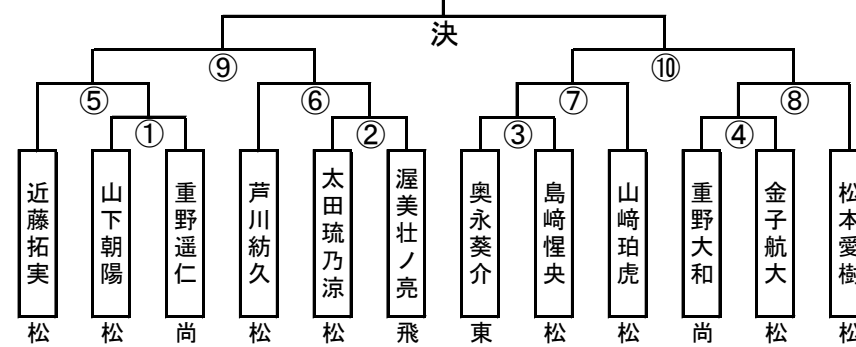 決
⑨
⑩
⑤
⑥
⑦
⑧
①
②
③
④
近藤拓実
山下朝陽
重野遥仁
芦川紡久
太田琉乃涼
渥美壮ノ亮
奥永葵介
島﨑惺央
山﨑珀虎
重野大和
金子航大
松本愛樹
松
松
尚
松
松
飛
東
松
松
尚
松
松